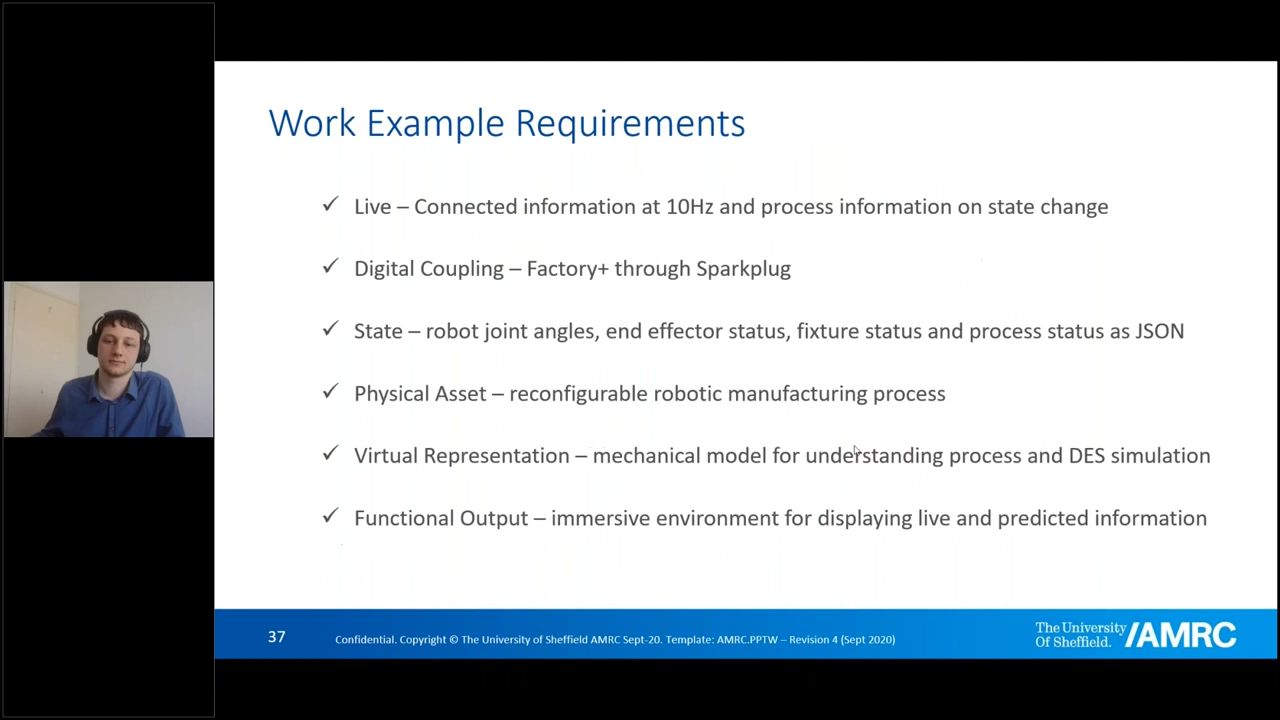 Work Example Requirements
✓ Live – Connected information at 10Hz and process information on state change
✓ Digital Coupling – Factory+ through Sparkplug
✓ State – robot joint angles, end effector status, fixture status and process status as JSON
✓ Physical Asset – reconfigurable robotic manufacturing process
✓ Virtual Representation – mechanical model for understanding process and DES simulation
✓ Functional Output – immersive environment for displaying live and predicted information
37
Confidential. Copyright © The University of Sheffield AMRC Sept-20. Template: AMRC.PPTW – Revision 4 (Sept 2020)
The University
Of Sheffield.
AMRC